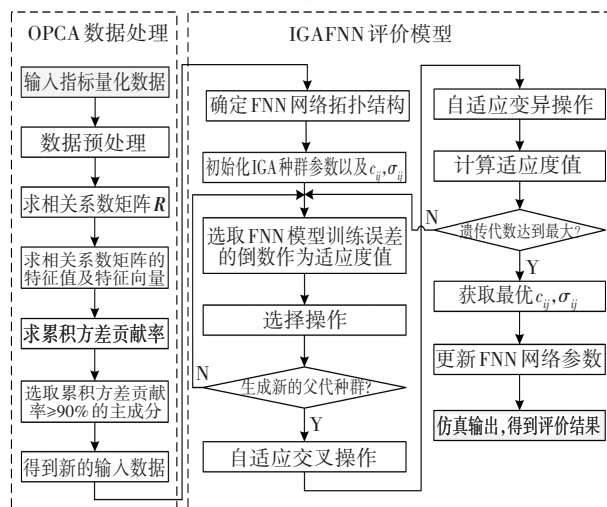 OPCA 数据处理
输入指标量化数据
数据预处理
求相关系数矩阵 R
求相关系数矩阵的
特征值及特征向量
求累积方差贡献率
选取累积方差贡献
率≥90%的主成分
得到新的输入数据
IGAFNN 评价模型
确定 FNN 网络拓扑结构
初始化IGA 种群参数以及c_ij,σ_ij
选取 FNN 模型训练误差
的倒数作为适应度值
选择操作
N
生成新的父代种群?
Y
自适应交叉操作
自适应变异操作
计算适应度值
N
遗传代数达到最大?
Y
获取最优 c_ij,σ_ij
更新 FNN 网络参数
仿真输出,得到评价结果